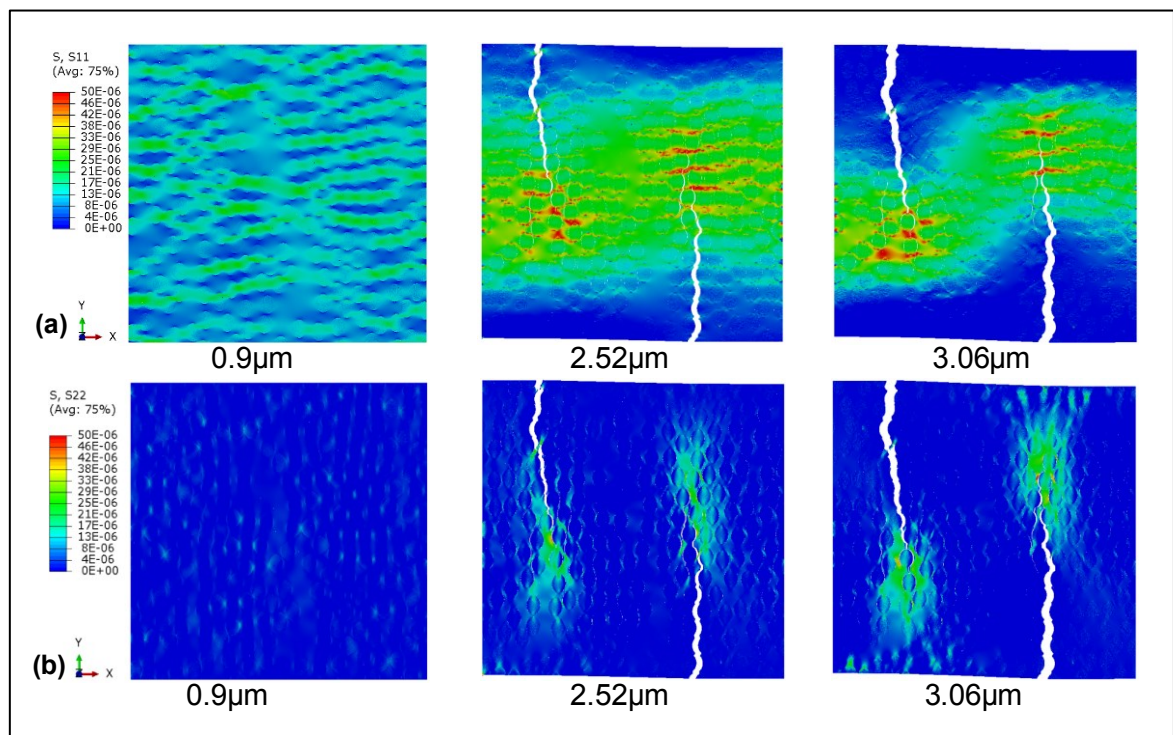 S, S11
(Avg: 75%)
50E-06
46E-06
42E-06
38E-06
33E-06
29E-06
25E-06
21E-06
17E-06
13E-06
8E-06
4E-06
0E+00
(a)
Y
Z
X
0.9µm
2.52µm
3.06µm
S, S22
(Avg: 75%)
50E-06
46E-06
42E-06
38E-06
33E-06
29E-06
25E-06
21E-06
17E-06
13E-06
8E-06
4E-06
0E+00
(b)
Y
Z
X
0.9µm
2.52µm
3.06µm